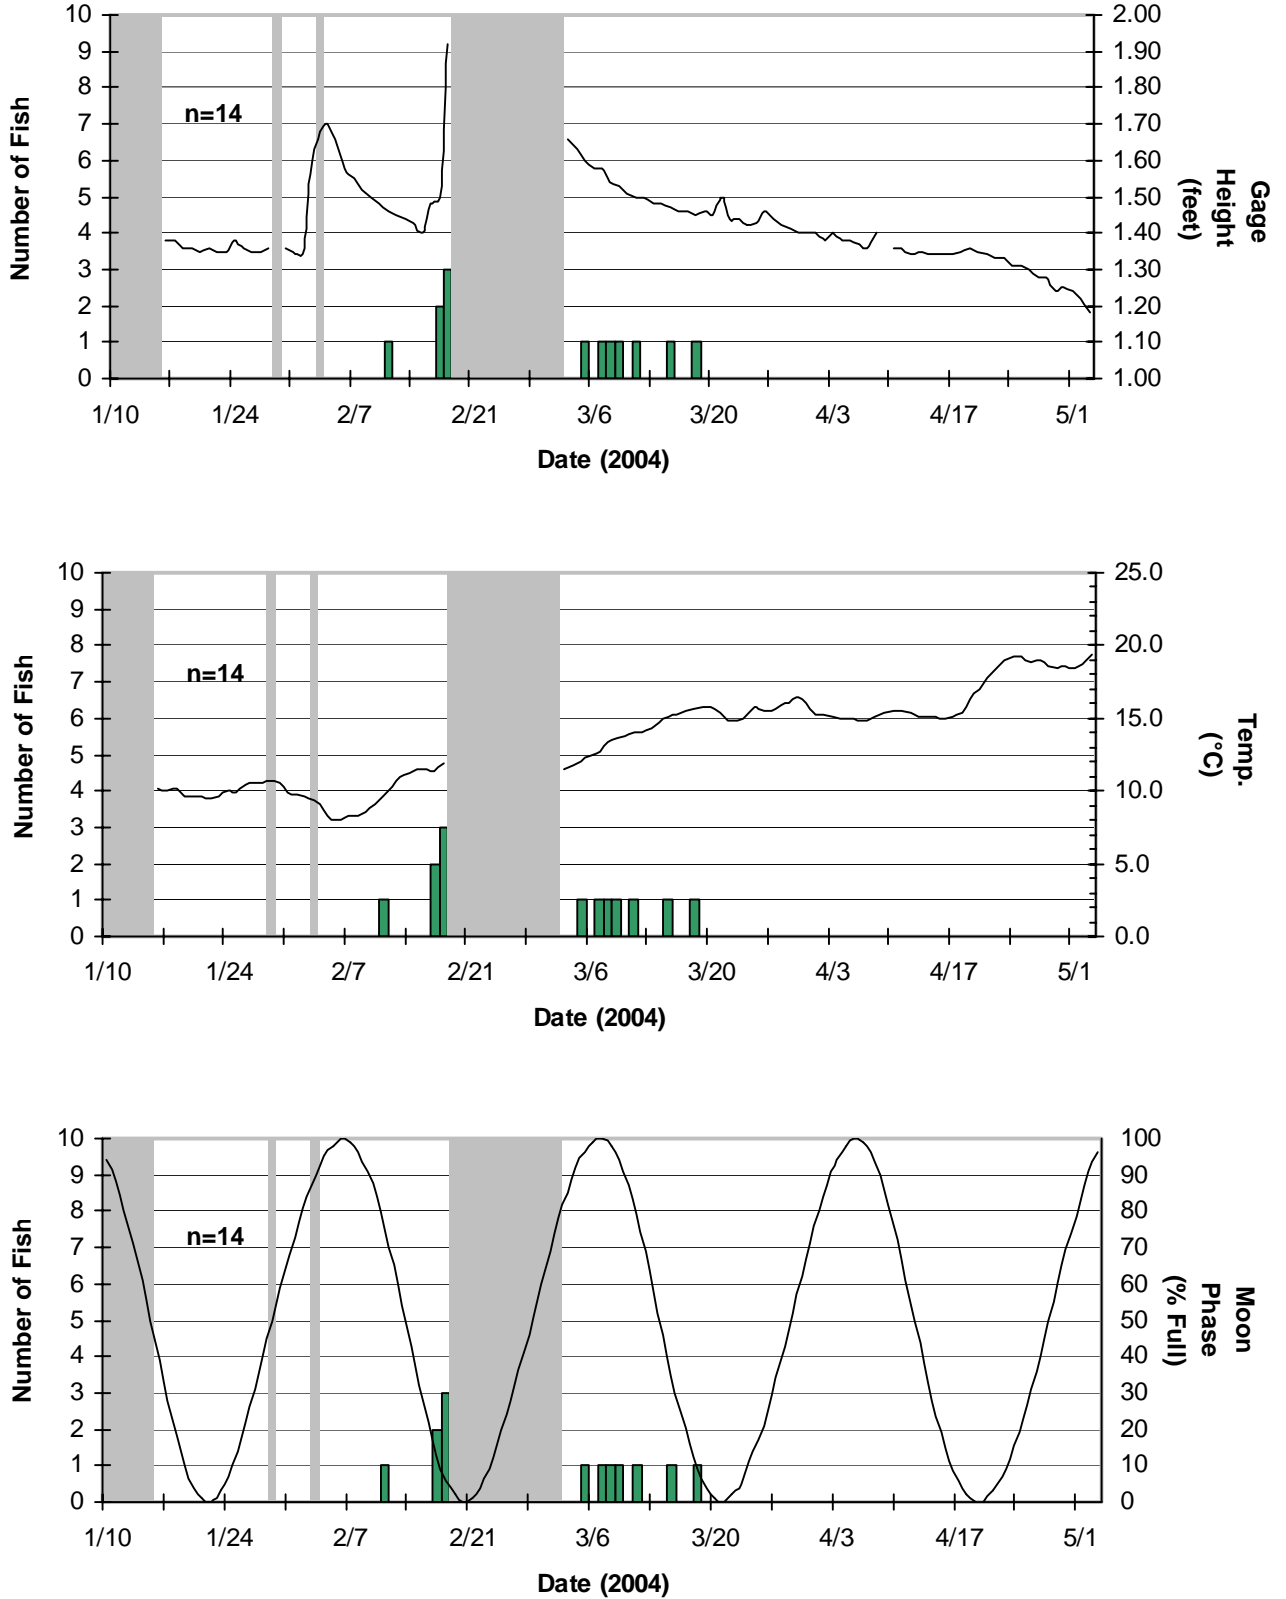 10 2.00
9 1.90
8 1.80
7 n=14 1.70
6 1.60
5 1.50
4 1.40
3 1.30
2 1.20
1 1.10
0 1.00
Number of Fish
Gage
Height
(feet)
1/10 1/24 2/7 2/21 3/6 3/20 4/3 4/17 5/1
Date (2004)
10 25.0
9
8 20.0
7 n=14
6 15.0
5
4 10.0
3
2 5.0
1
0 0.0
Number of Fish
Temp.
(°C)
1/10 1/24 2/7 2/21 3/6 3/20 4/3 4/17 5/1
Date (2004)
10 100
9 90
8 80
7 n=14 70
6 60
5 50
4 40
3 30
2 20
1 10
0 0
Number of Fish
Moon
Phase
(% Full)
1/10 1/24 2/7 2/21 3/6 3/20 4/3 4/17 5/1
Date (2004)